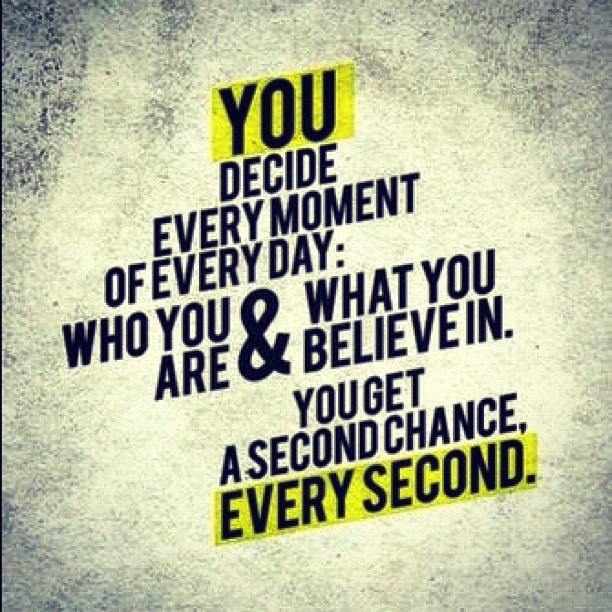 YOU
DECIDE
EVERY MOMENT
OF EVERY DAY:
WHO YOU ARE & WHAT YOU BELIEVE IN.
YOU GET
A SECOND CHANCE,
EVERY SECOND.